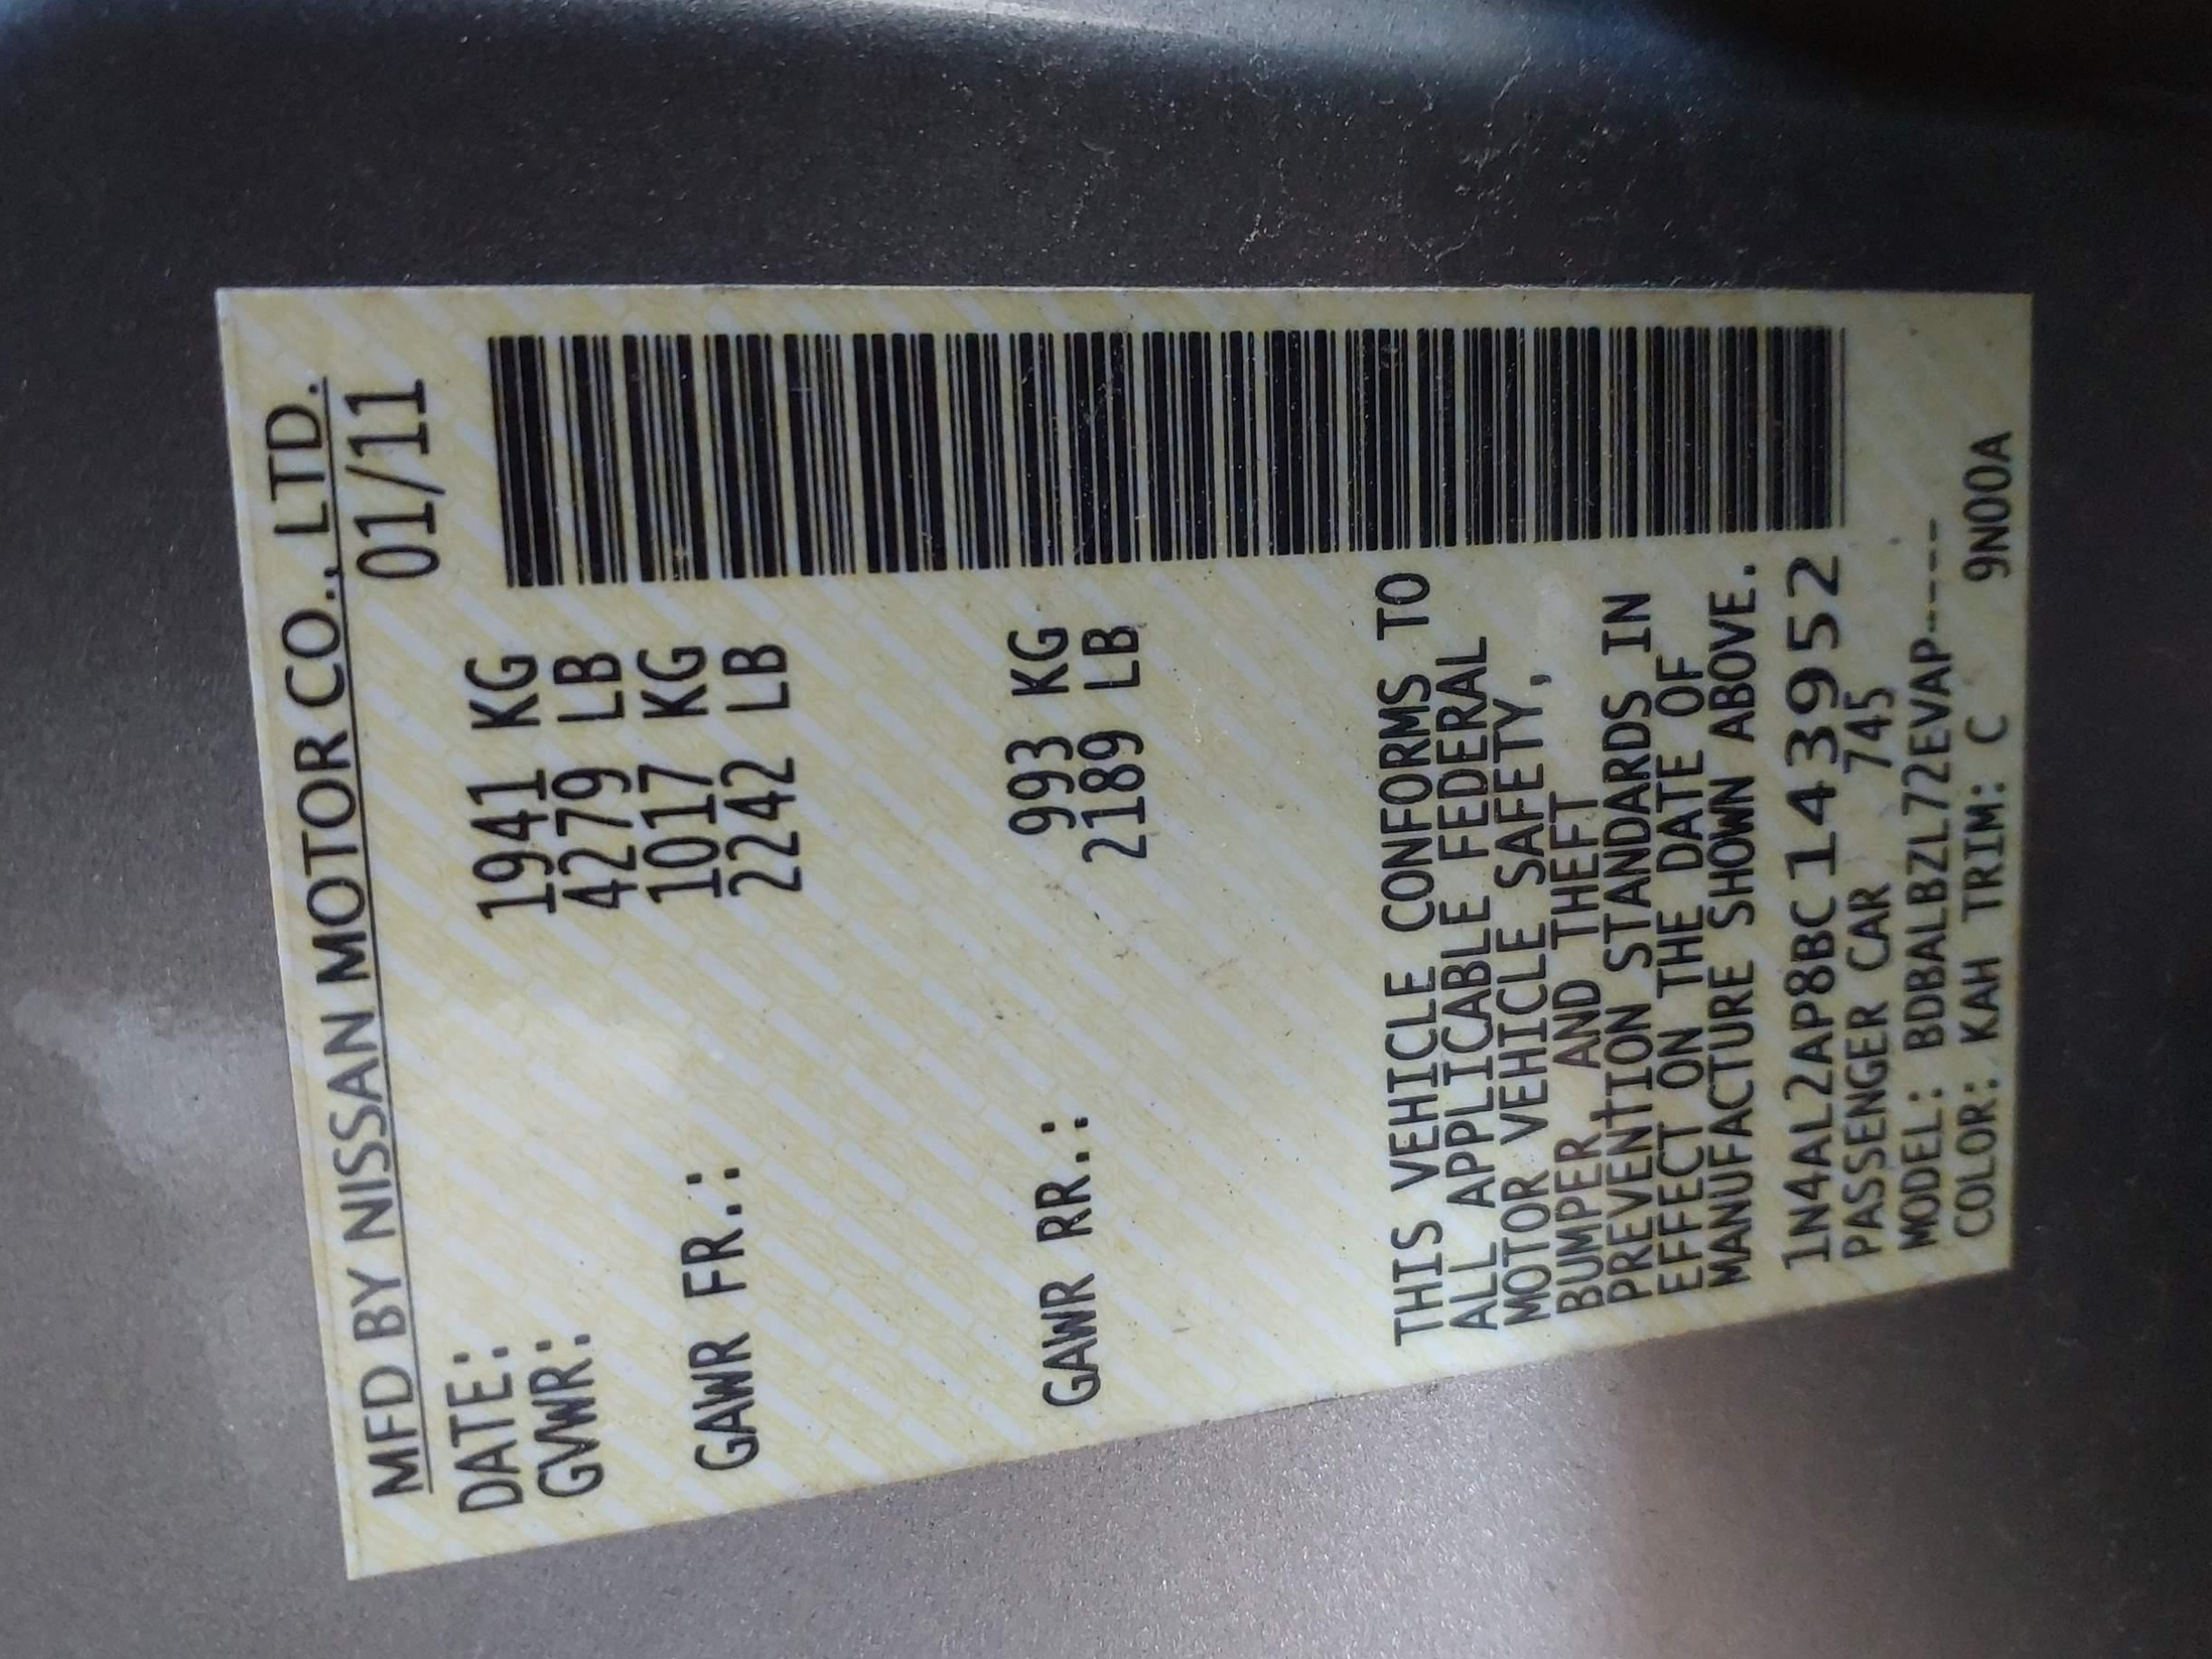 MFD BY NISSAN MOTOR CO., LTD.
DATE: 01/11
GVWR: 1941 KG
4279 LB
GAWR FR.: 1017 KG
2242 LB
GAWR RR.: 993 KG
2189 LB
THIS VEHICLE CONFORMS TO
ALL APPLICABLE FEDERAL
MOTOR VEHICLE SAFETY,
BUMPER AND THEFT
PREVENTION STANDARDS IN
EFFECT ON THE DATE OF
MANUFACTURE SHOWN ABOVE.
1N4AL2AP8BC143952
PASSENGER CAR 745
MODEL: BDBALBZL72EVAP-----
COLOR: KAH TRIM: C 9N00A